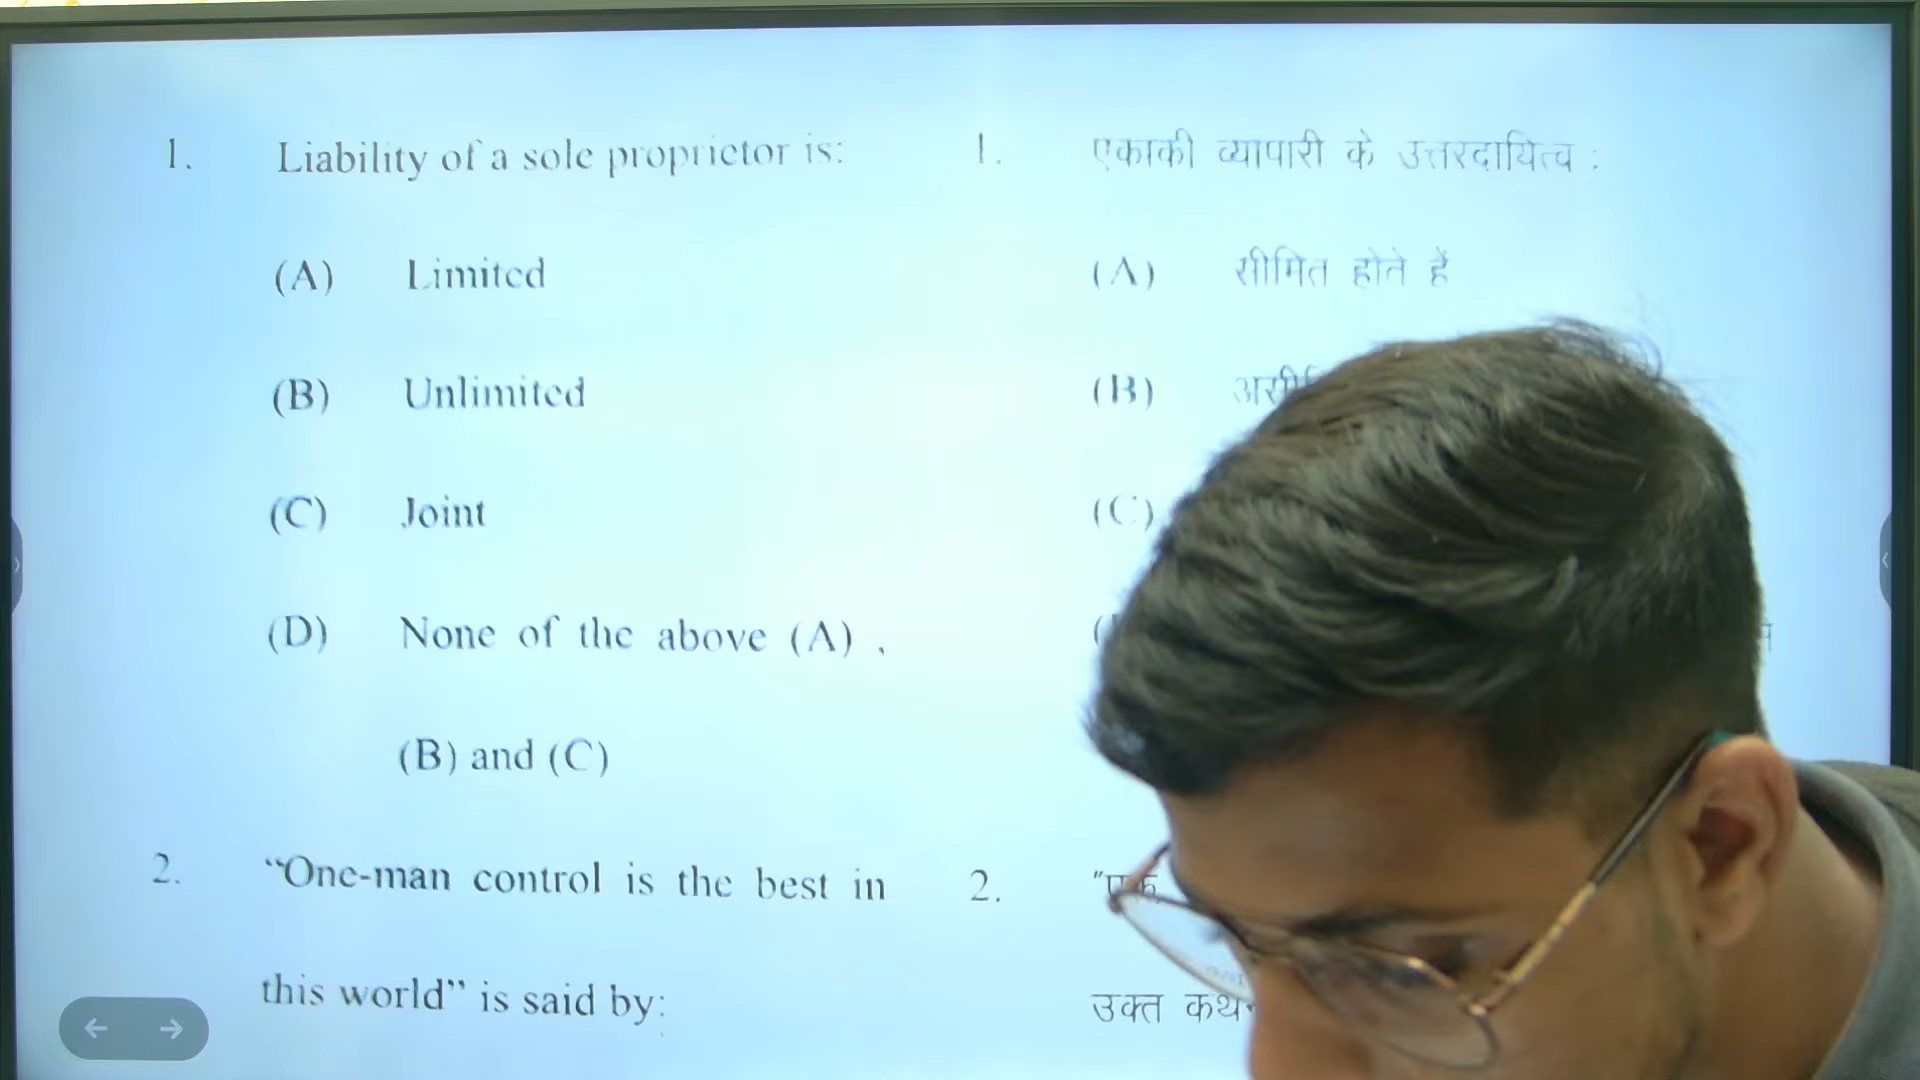 1. Liability of a sole proprietor is:
(A) Limited
(B) Unlimited
(C) Joint
(D) None of the above (A) ,
(B) and (C)
2. “One-man control is the best in
this world” is said by:
1. एकाकी व्यापारी के उत्तरदायित्व :
(A) सीमित होते हैं
(B)
(C)
2. "एक
उक्त